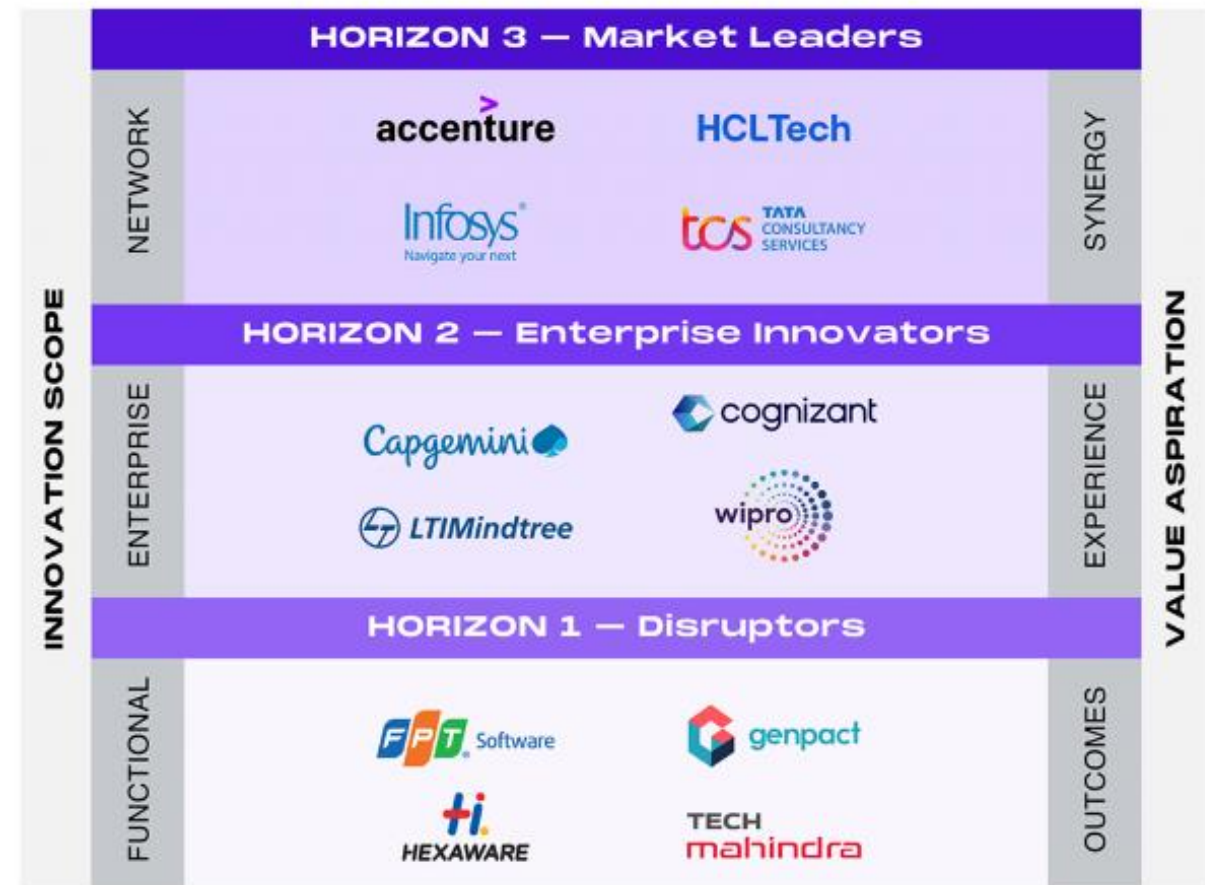 HORIZON 3 — Market Leaders
INNOVATION SCOPE
NETWORK
accenture
HCLTech
Infosys®
Navigate your next
tcs TATA
CONSULTANCY
SERVICES
SYNERGY
VALUE ASPIRATION
HORIZON 2 — Enterprise Innovators
ENTERPRISE
Capgemini
cognizant
LTIMindtree
wipro
EXPERIENCE
HORIZON 1 — Disruptors
FUNCTIONAL
FPT® Software
genpact
Hi.
HEXAWARE
TECH
mahindra
OUTCOMES